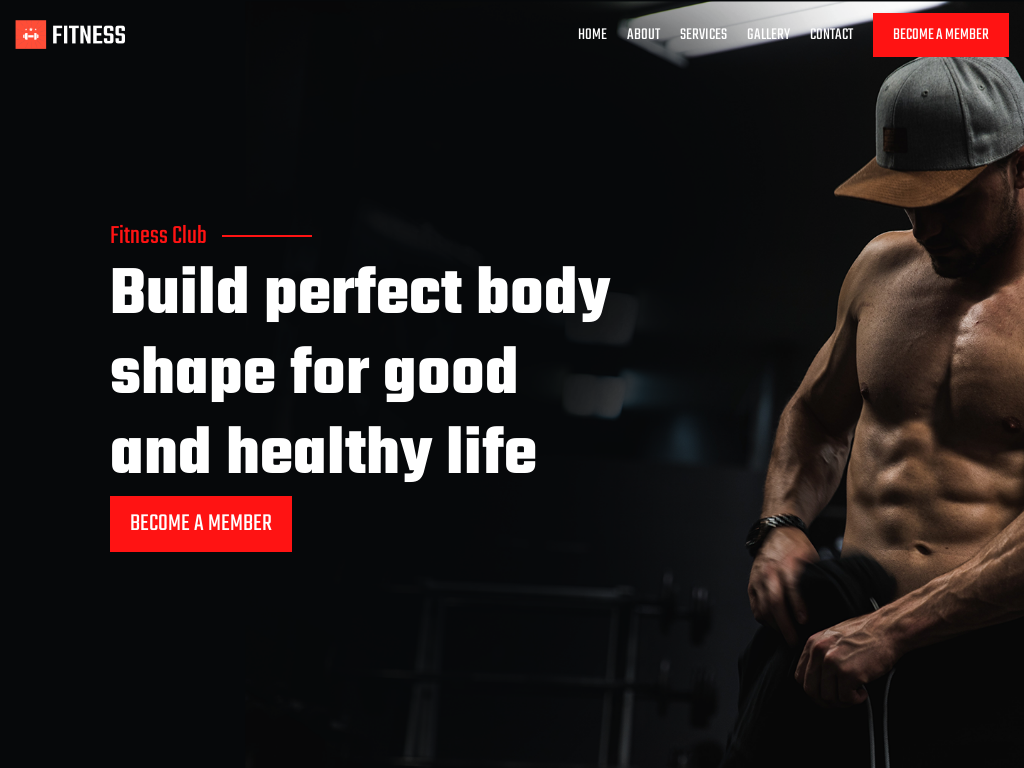 FITNESS
HOME ABOUT SERVICES GALLERY CONTACT BECOME A MEMBER
Fitness Club
Build perfect body
shape for good
and healthy life
BECOME A MEMBER